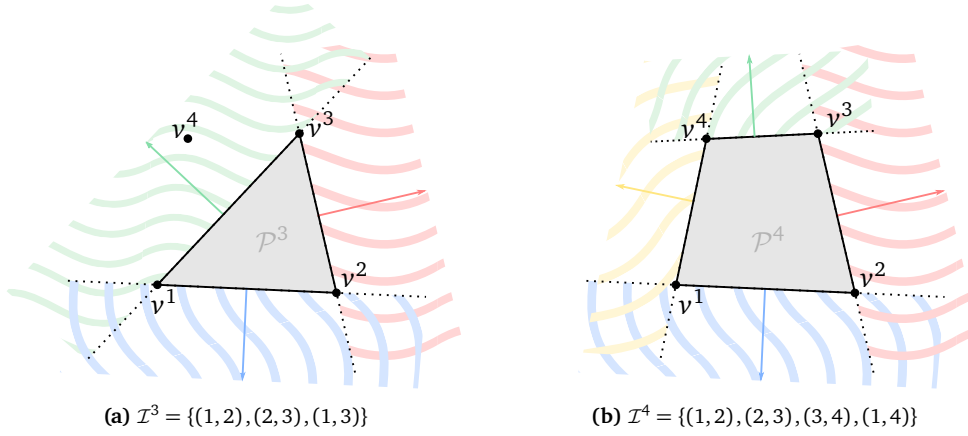 v⁴
v³
𝒫³
v¹
v²
(a) ℐ³ = {(1, 2), (2, 3), (1, 3)}
v⁴
v³
𝒫⁴
v¹
v²
(b) ℐ⁴ = {(1, 2), (2, 3), (3, 4), (1, 4)}